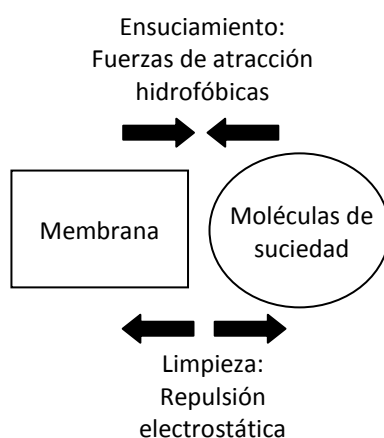 Ensuciamiento:
Fuerzas de atracción
hidrofóbicas
Membrana
Moléculas de
suciedad
Limpieza:
Repulsión
electrostática